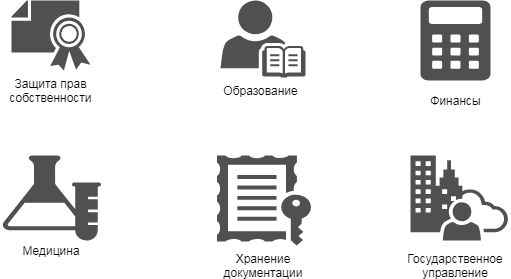 Защита прав
собственности
Образование
Финансы
Медицина
Хранение
документации
Государственное
управление